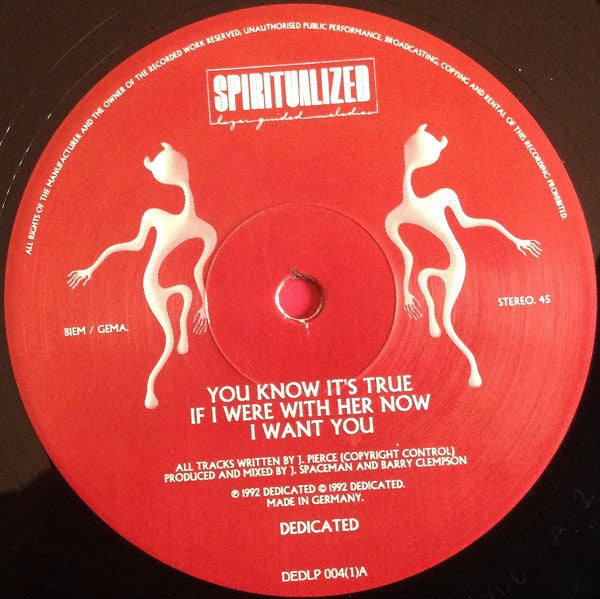 ALL RIGHTS OF THE MANUFACTURER AND THE OWNER OF THE RECORDED WORK RESERVED, UNAUTHORISED PUBLIC PERFORMANCE, BROADCASTING, COPYING AND RENTAL OF THIS RECORDING PROHIBITED.
SPIRITUALIZED
lazer guided melodies
BIEM / GEMA.
STEREO. 45
YOU KNOW IT'S TRUE
IF I WERE WITH HER NOW
I WANT YOU
ALL TRACKS WRITTEN BY J. PIERCE (COPYRIGHT CONTROL)
PRODUCED AND MIXED BY J. SPACEMAN AND BARRY CLEMPSON
℗ 1992 DEDICATED © 1992 DEDICATED.
MADE IN GERMANY.
DEDICATED
DEDLP 004(1)A